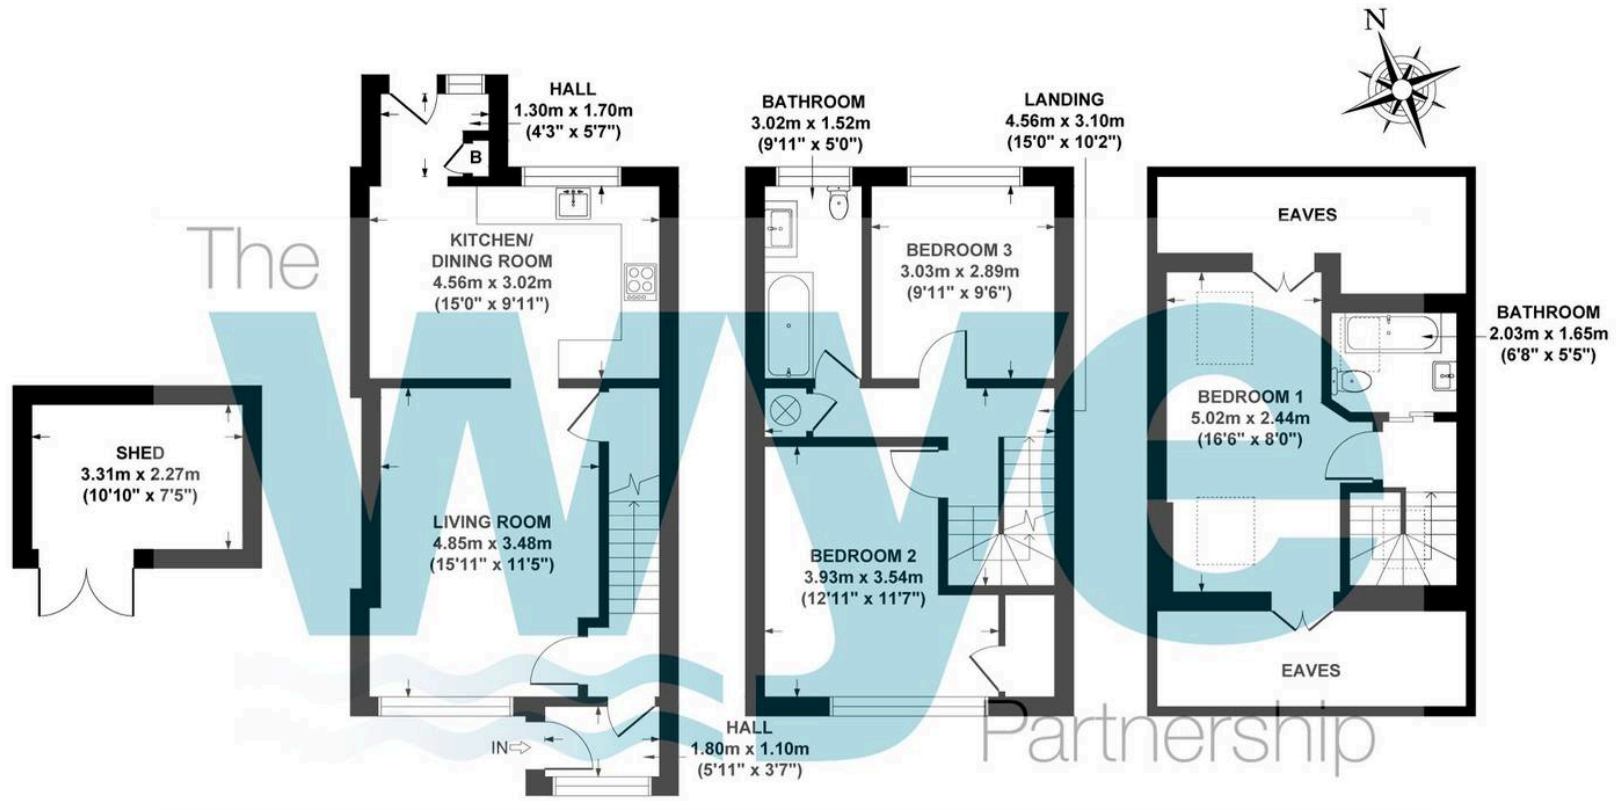 N
HALL
1.30m x 1.70m
(4'3" x 5'7")
B
BATHROOM
3.02m x 1.52m
(9'11" x 5'0")
LANDING
4.56m x 3.10m
(15'0" x 10'2")
EAVES
The
KITCHEN/
DINING ROOM
4.56m x 3.02m
(15'0" x 9'11")
BEDROOM 3
3.03m x 2.89m
(9'11" x 9'6")
BATHROOM
2.03m x 1.65m
(6'8" x 5'5")
wye
BEDROOM 1
5.02m x 2.44m
(16'6" x 8'0")
SHED
3.31m x 2.27m
(10'10" x 7'5")
LIVING ROOM
4.85m x 3.48m
(15'11" x 11'5")
BEDROOM 2
3.93m x 3.54m
(12'11" x 11'7")
EAVES
Partnership
IN
HALL
1.80m x 1.10m
(5'11" x 3'7")